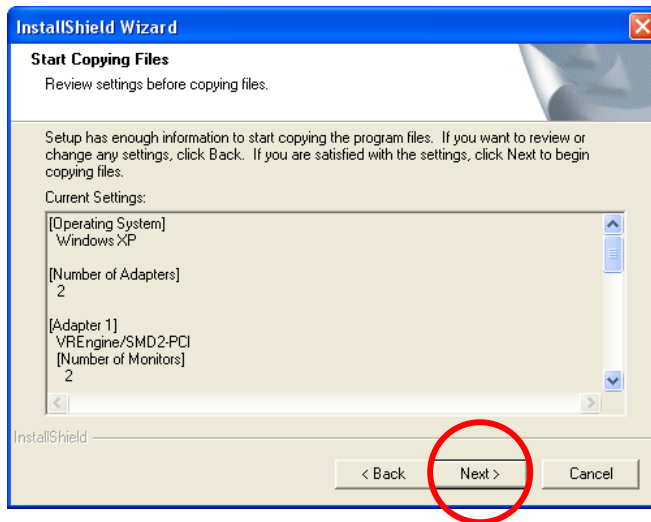 InstallShield Wizard
Start Copying Files
Review settings before copying files.
Setup has enough information to start copying the program files. If you want to review or
change any settings, click Back. If you are satisfied with the settings, click Next to begin
copying files.
Current Settings:
[Operating System]
Windows XP
[Number of Adapters]
2
[Adapter 1]
VREngine/SMD2-PCI
[Number of Monitors]
2
InstallShield
< Back
Next >
Cancel